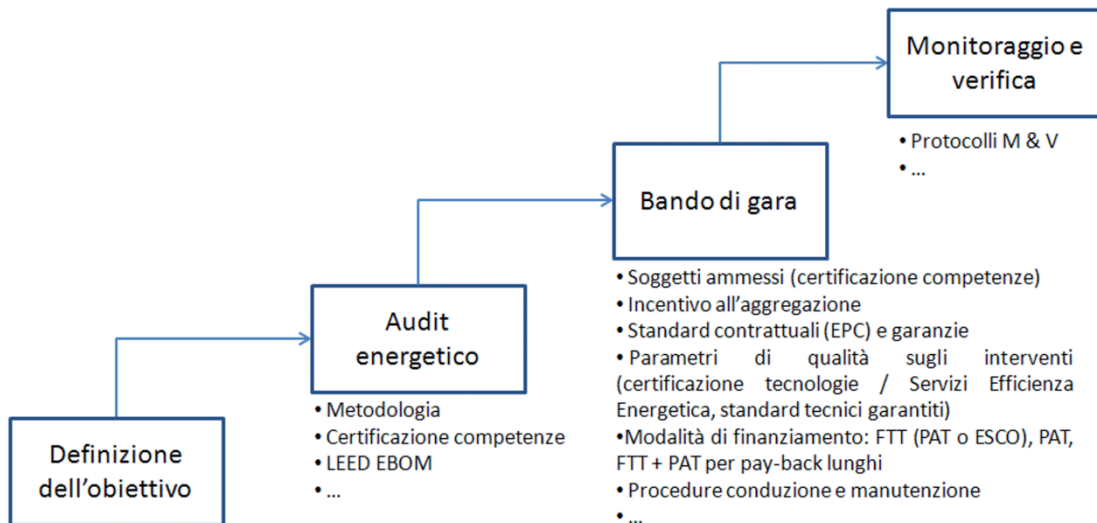 Definizione
dell'obiettivo
Audit
energetico
• Metodologia
• Certificazione competenze
• LEED EBOM
• ...
Bando di gara
• Soggetti ammessi (certificazione competenze)
• Incentivo all'aggregazione
• Standard contrattuali (EPC) e garanzie
• Parametri di qualità sugli interventi
(certificazione tecnologie / Servizi Efficienza
Energetica, standard tecnici garantiti)
•Modalità di finanziamento: FTT (PAT o ESCO), PAT,
FTT + PAT per pay-back lunghi
• Procedure conduzione e manutenzione
• ...
Monitoraggio e
verifica
• Protocolli M & V
• ...